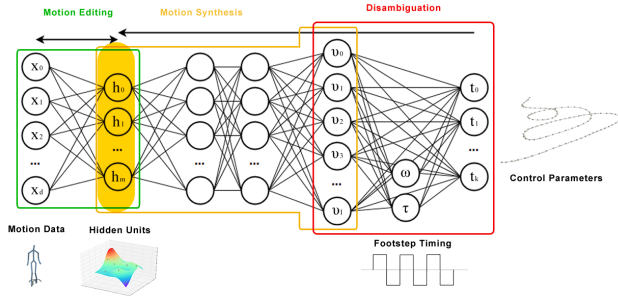 Motion Editing
Motion Synthesis
Disambiguation
x0
x1
x2
...
xd
h0
h1
...
hm
...
...
υ0
υ1
υ2
υ3
...
υl
ω
τ
t0
t1
...
tk
Control Parameters
Motion Data
Hidden Units
Footstep Timing